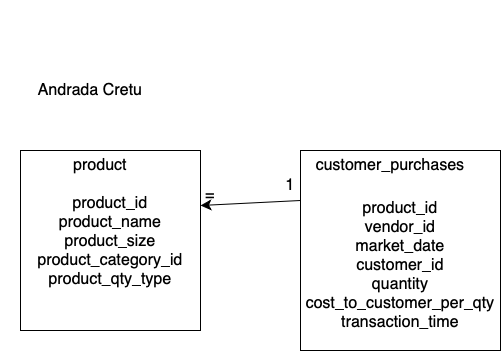 Andrada Cretu
product
product_id
product_name
product_size
product_category_id
product_qty_type
=
1
customer_purchases
product_id
vendor_id
market_date
customer_id
quantity
cost_to_customer_per_qty
transaction_time